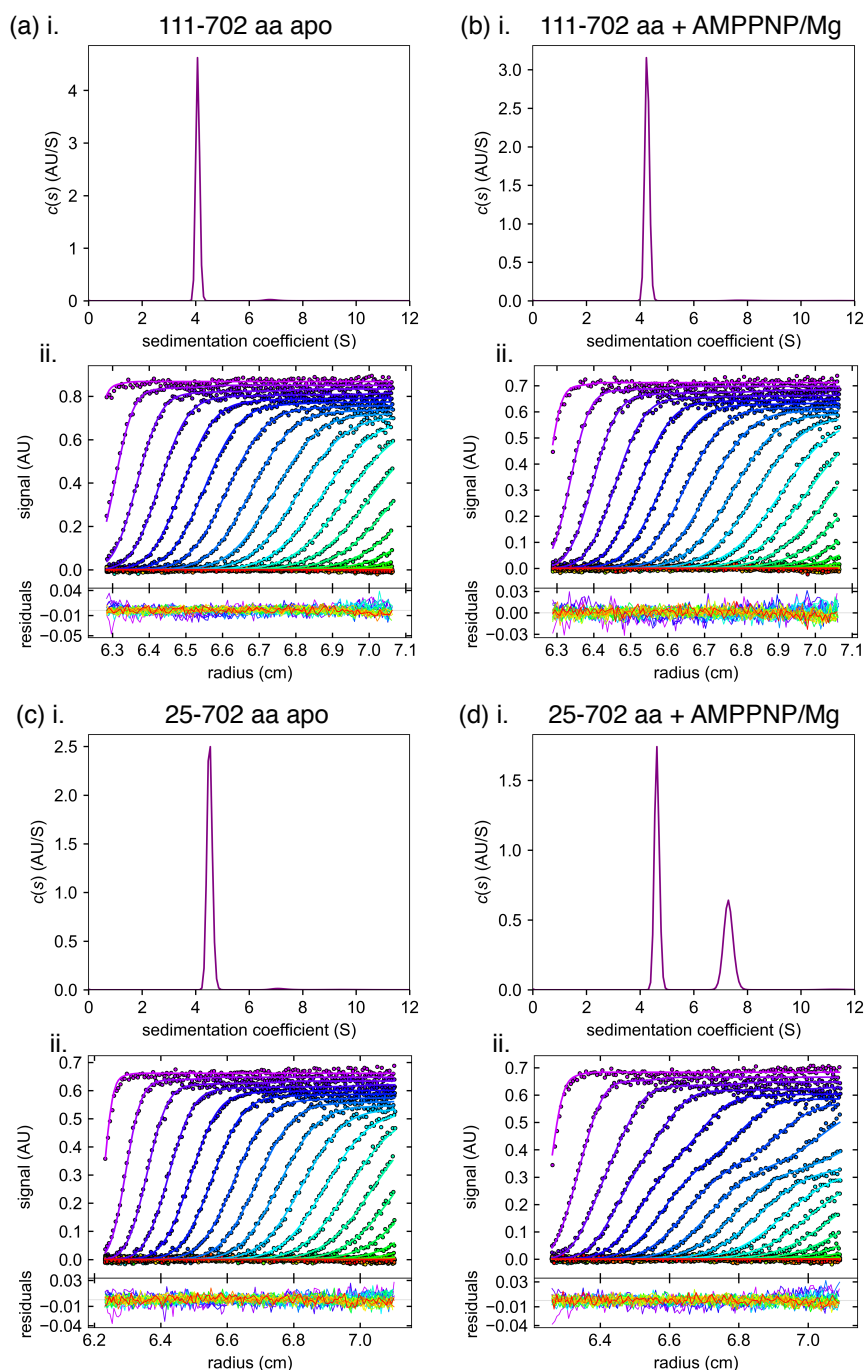 (a) i. 111-702 aa apo
4
3
2
1
0
c(s) (AU/S)
0 2 4 6 8 10 12
sedimentation coefficient (S)
ii.
0.8
0.6
0.4
0.2
0.0
signal (AU)
0.04
−0.01
−0.05
residuals
6.3 6.4 6.5 6.6 6.7 6.8 6.9 7.0 7.1
radius (cm)
(b) i. 111-702 aa + AMPPNP/Mg
3.0
2.5
2.0
1.5
1.0
0.5
0.0
c(s) (AU/S)
0 2 4 6 8 10 12
sedimentation coefficient (S)
ii.
0.7
0.6
0.5
0.4
0.3
0.2
0.1
0.0
signal (AU)
0.03
0.00
−0.03
residuals
6.3 6.4 6.5 6.6 6.7 6.8 6.9 7.0 7.1
radius (cm)
(c) i. 25-702 aa apo
2.5
2.0
1.5
1.0
0.5
0.0
c(s) (AU/S)
0 2 4 6 8 10 12
sedimentation coefficient (S)
ii.
0.7
0.6
0.5
0.4
0.3
0.2
0.1
0.0
signal (AU)
0.03
−0.01
−0.04
residuals
6.2 6.4 6.6 6.8 7.0
radius (cm)
(d) i. 25-702 aa + AMPPNP/Mg
1.5
1.0
0.5
0.0
c(s) (AU/S)
0 2 4 6 8 10 12
sedimentation coefficient (S)
ii.
0.7
0.6
0.5
0.4
0.3
0.2
0.1
0.0
signal (AU)
0.03
−0.01
−0.04
residuals
6.4 6.6 6.8 7.0
radius (cm)